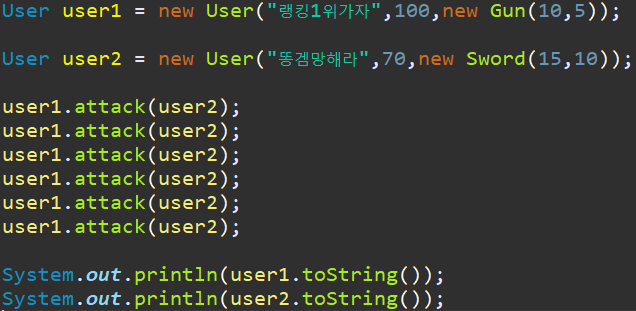 User user1 = new User("랭킹1위가자",100,new Gun(10,5));
User user2 = new User("똥겜망해라",70,new Sword(15,10));
user1.attack(user2);
user1.attack(user2);
user1.attack(user2);
user1.attack(user2);
user1.attack(user2);
user1.attack(user2);
System.out.println(user1.toString());
System.out.println(user2.toString());